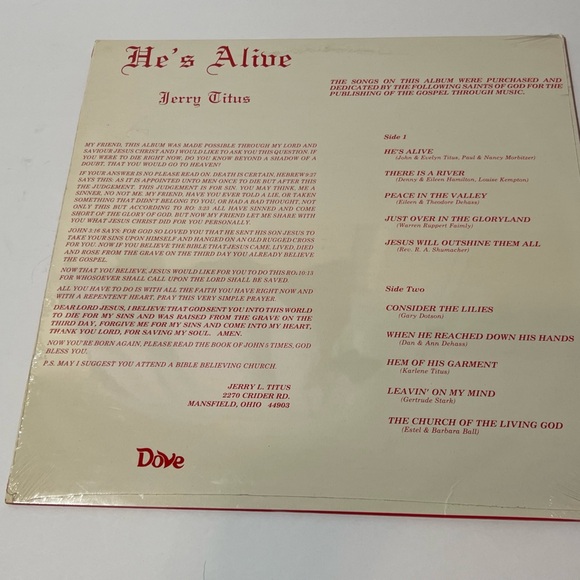 He's Alive
Jerry Titus
MY FRIEND, THIS ALBUM WAS MADE POSSIBLE THROUGH MY LORD AND
SAVIOUR JESUS CHRIST AND I WOULD LIKE TO ASK YOU THIS QUESTION, IF
YOU WERE TO DIE RIGHT NOW, DO YOU KNOW BEYOND A SHADOW OF A
DOUBT, THAT YOU WOULD GO TO HEAVEN?
IF YOUR ANSWER IS NO PLEASE READ ON. DEATH IS CERTAIN, HEBREWS 9:27
SAYS THIS; AS IT IS APPOINTED UNTO MEN ONCE TO DIE BUT AFTER THIS
THE JUDGEMENT, THIS JUDGEMENT IS FOR SIN. YOU MAY THINK, ME A
SINNER, NO NOT ME, MY FRIEND, HAVE YOU EVER TOLD A LIE, OR TAKEN
SOMETHING THAT DIDN'T BELONG TO YOU, OR HAD A BAD THOUGHT, NOT
ONLY THIS BUT ACCORDING TO RO: 3:23 ALL HAVE SINNED AND COME
SHORT OF THE GLORY OF GOD. BUT NOW MY FRIEND LET ME SHARE WITH
YOU WHAT JESUS CHRIST DID FOR YOU PERSONALLY.
JOHN 3:16 SAYS: FOR GOD SO LOVED YOU THAT HE SENT HIS SON JESUS TO
TAKE YOUR SINS UPON HIMSELF AND HANGED ON AN OLD RUGGED CROSS
FOR YOU. NOW IF YOU BELIEVE THE BIBLE THAT JESUS CAME, LIVED, DIED
AND ROSE FROM THE GRAVE ON THE THIRD DAY YOU ALREADY BELIEVE
THE GOSPEL.
NOW THAT YOU BELIEVE, JESUS WOULD LIKE FOR YOU TO DO THIS RO:10:13
FOR WHOSOEVER SHALL CALL UPON THE LORD SHALL BE SAVED.
ALL YOU HAVE TO DO IS WITH ALL THE FAITH YOU HAVE RIGHT NOW AND
WITH A REPENTENT HEART, PRAY THIS VERY SIMPLE PRAYER.
DEAR LORD JESUS, I BELIEVE THAT GOD SENT YOU INTO THIS WORLD
TO DIE FOR MY SINS AND WAS RAISED FROM THE GRAVE ON THE
THIRD DAY, FORGIVE ME FOR MY SINS AND COME INTO MY HEART,
THANK YOU LORD, FOR SAVING MY SOUL. AMEN.
NOW YOU'RE BORN AGAIN, PLEASE READ THE BOOK OF JOHN 5 TIMES. GOD
BLESS YOU.
P.S. MAY I SUGGEST YOU ATTEND A BIBLE BELIEVING CHURCH.
JERRY L. TITUS
2270 CRIDER RD.
MANSFIELD, OHIO 44903
Dove
THE SONGS ON THIS ALBUM WERE PURCHASED AND
DEDICATED BY THE FOLLOWING SAINTS OF GOD FOR THE
PUBLISHING OF THE GOSPEL THROUGH MUSIC.
Side 1
HE'S ALIVE
(John & Evelyn Titus, Paul & Nancy Morbitzer)
THERE IS A RIVER
(Denny & Eileen Hamilton, Louise Kempton)
PEACE IN THE VALLEY
(Eileen & Theodore Dehass)
JUST OVER IN THE GLORYLAND
(Warren Ruppert Faimly)
JESUS WILL OUTSHINE THEM ALL
(Rev. R. A. Shumacher)
Side Two
CONSIDER THE LILIES
(Gary Dotson)
WHEN HE REACHED DOWN HIS HANDS
(Dan & Ann Dehass)
HEM OF HIS GARMENT
(Karlene Titus)
LEAVIN' ON MY MIND
(Gertrude Stark)
THE CHURCH OF THE LIVING GOD
(Estel & Barbara Ball)